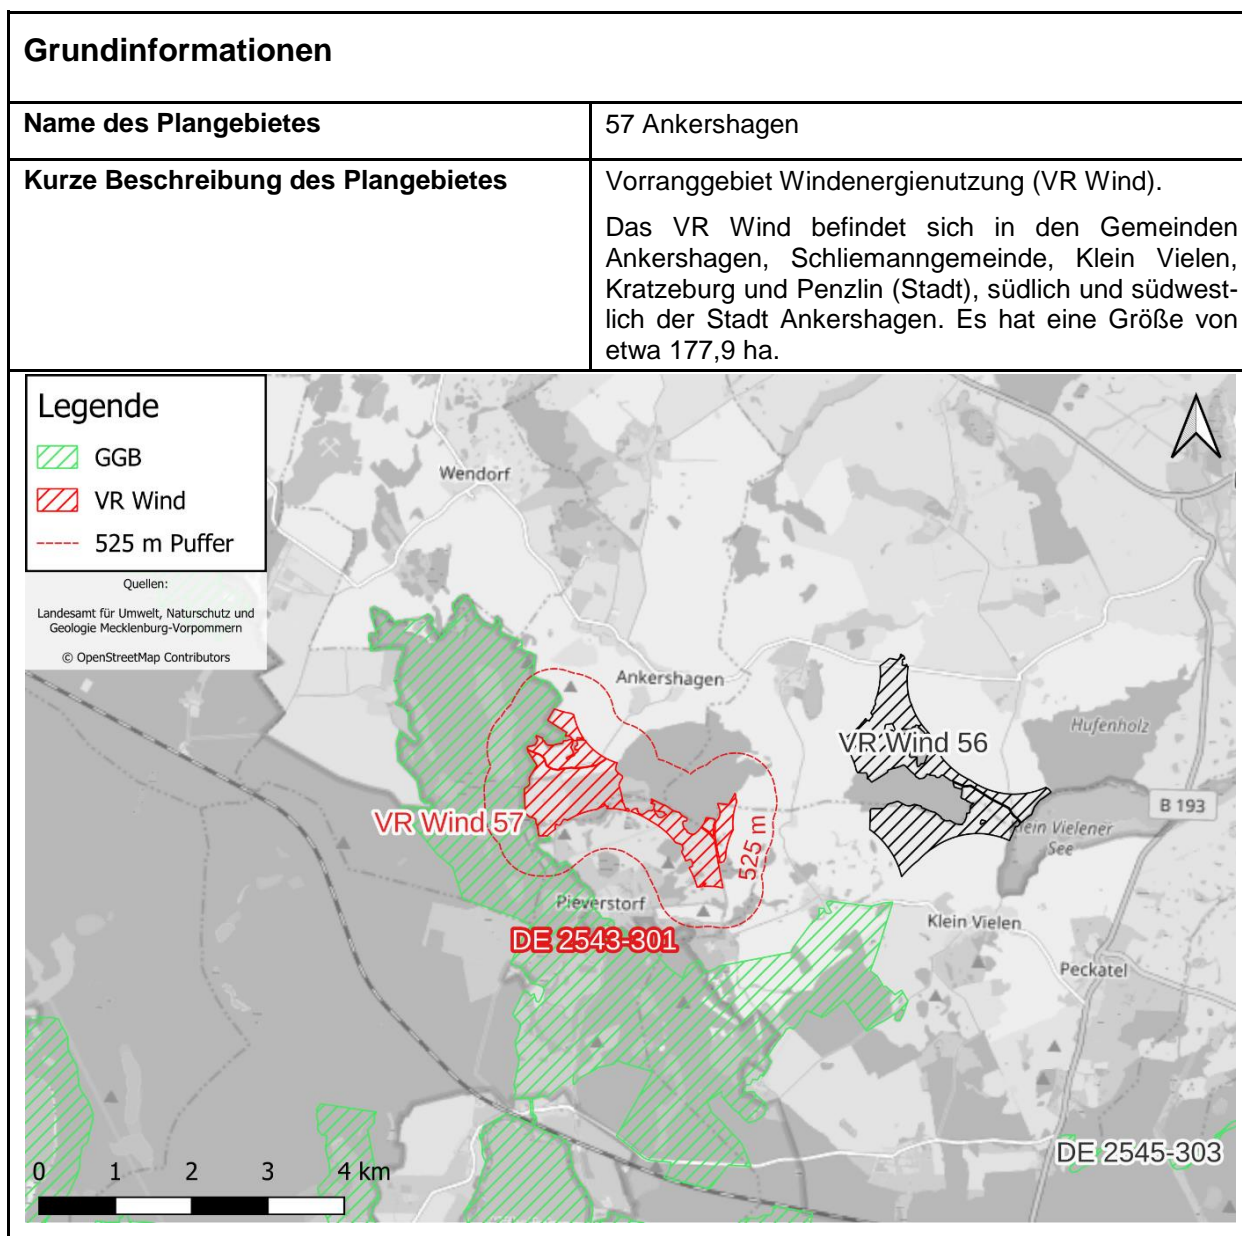 Grundinformationen
Name des Plangebietes
57 Ankershagen
Kurze Beschreibung des Plangebietes
Vorranggebiet Windenergienutzung (VR Wind).
Das VR Wind befindet sich in den Gemeinden
Ankershagen, Schliemanngemeinde, Klein Vielen,
Kratzeburg und Penzlin (Stadt), südlich und südwest-
lich der Stadt Ankershagen. Es hat eine Größe von
etwa 177,9 ha.
Legende
GGB
VR Wind
525 m Puffer
Quellen:
Landesamt für Umwelt, Naturschutz und
Geologie Mecklenburg-Vorpommern
© OpenStreetMap Contributors
Wendorf
Ankershagen
Hufenholz
VR Wind 56
B 193
VR Wind 57
525 m
Klein Vielener
See
Pieverstorf
Klein Vielen
DE 2543-301
Peckatel
DE 2545-303
0 1 2 3 4 km